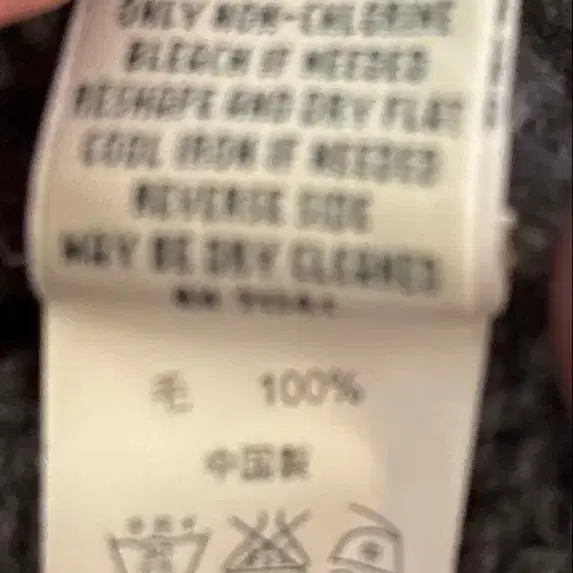 ONLY NON-CHLORINE
BLEACH IF NEEDED
RESHAPE AND DRY FLAT
COOL IRON IF NEEDED
REVERSE SIDE
MAY BE DRY CLEANED
毛 100%
中国製